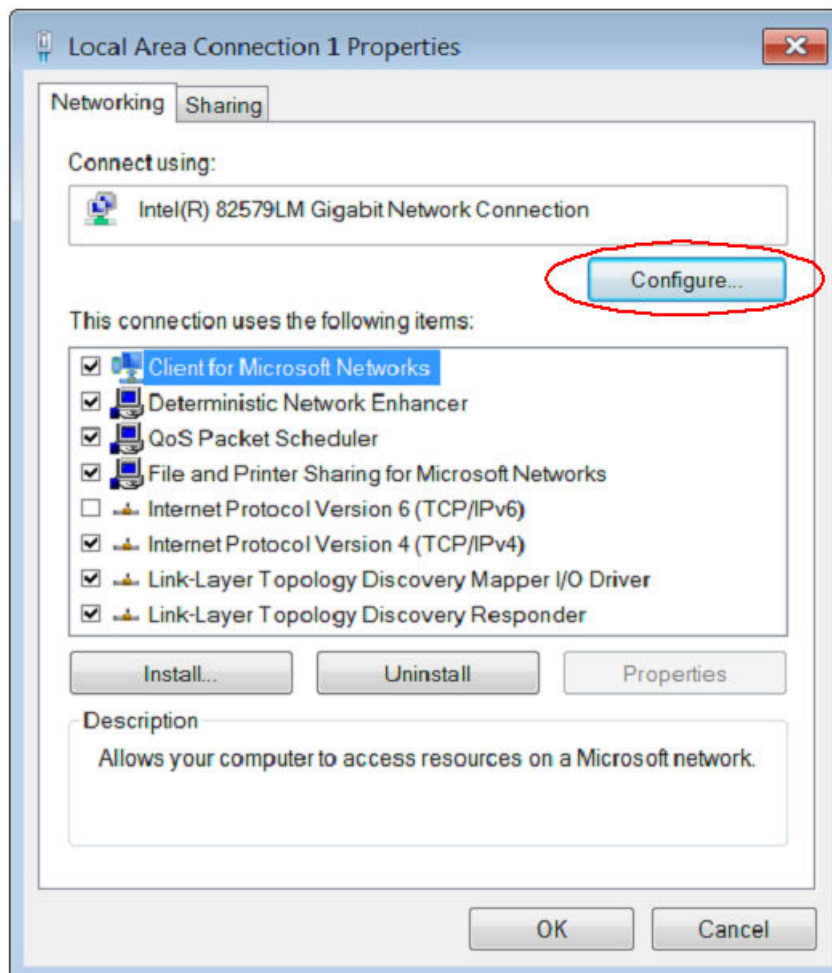 Local Area Connection 1 Properties
Networking
Sharing
Connect using:
Intel(R) 82579LM Gigabit Network Connection
Configure...
This connection uses the following items:
Client for Microsoft Networks
Deterministic Network Enhancer
QoS Packet Scheduler
File and Printer Sharing for Microsoft Networks
Internet Protocol Version 6 (TCP/IPv6)
Internet Protocol Version 4 (TCP/IPv4)
Link-Layer Topology Discovery Mapper I/O Driver
Link-Layer Topology Discovery Responder
Install...
Uninstall
Properties
Description
Allows your computer to access resources on a Microsoft network.
OK
Cancel